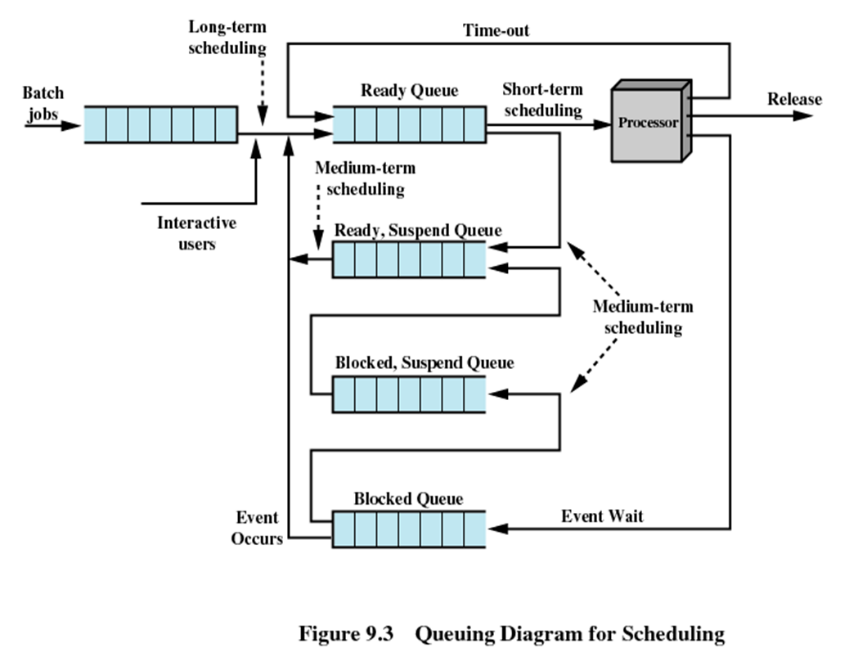 Long-term
scheduling
Time-out
Batch
jobs
Ready Queue
Short-term
scheduling
Processor
Release
Medium-term
scheduling
Interactive
users
Ready, Suspend Queue
Medium-term
scheduling
Blocked, Suspend Queue
Blocked Queue
Event
Occurs
Event Wait
Figure 9.3 Queuing Diagram for Scheduling